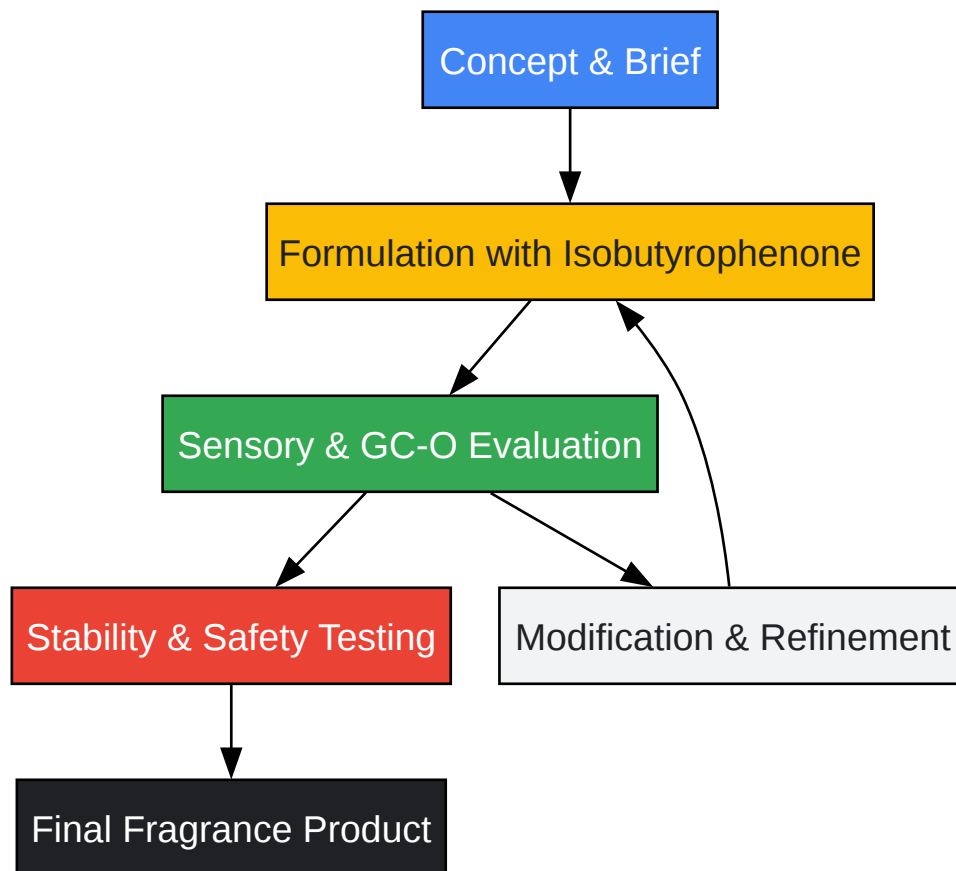 Concept & Brief
Formulation with Isobutyrophenone
Sensory & GC-O Evaluation
Stability & Safety Testing
Modification & Refinement
Final Fragrance Product